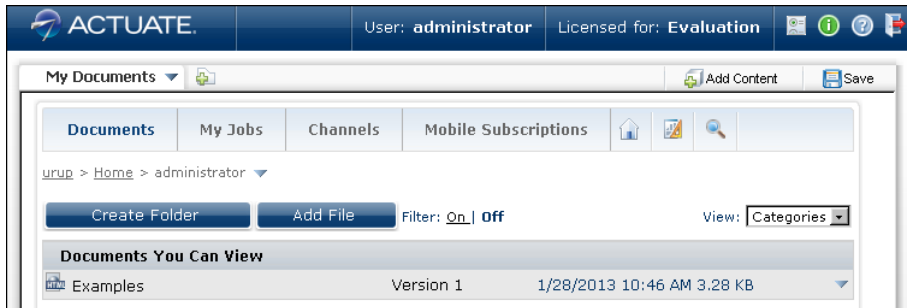 ACTUATE. User: administrator Licensed for: Evaluation
My Documents Add Content Save
Documents My Jobs Channels Mobile Subscriptions
urup > Home > administrator
Create Folder Add File Filter: On | Off View: Categories
Documents You Can View
Examples Version 1 1/28/2013 10:46 AM 3.28 KB